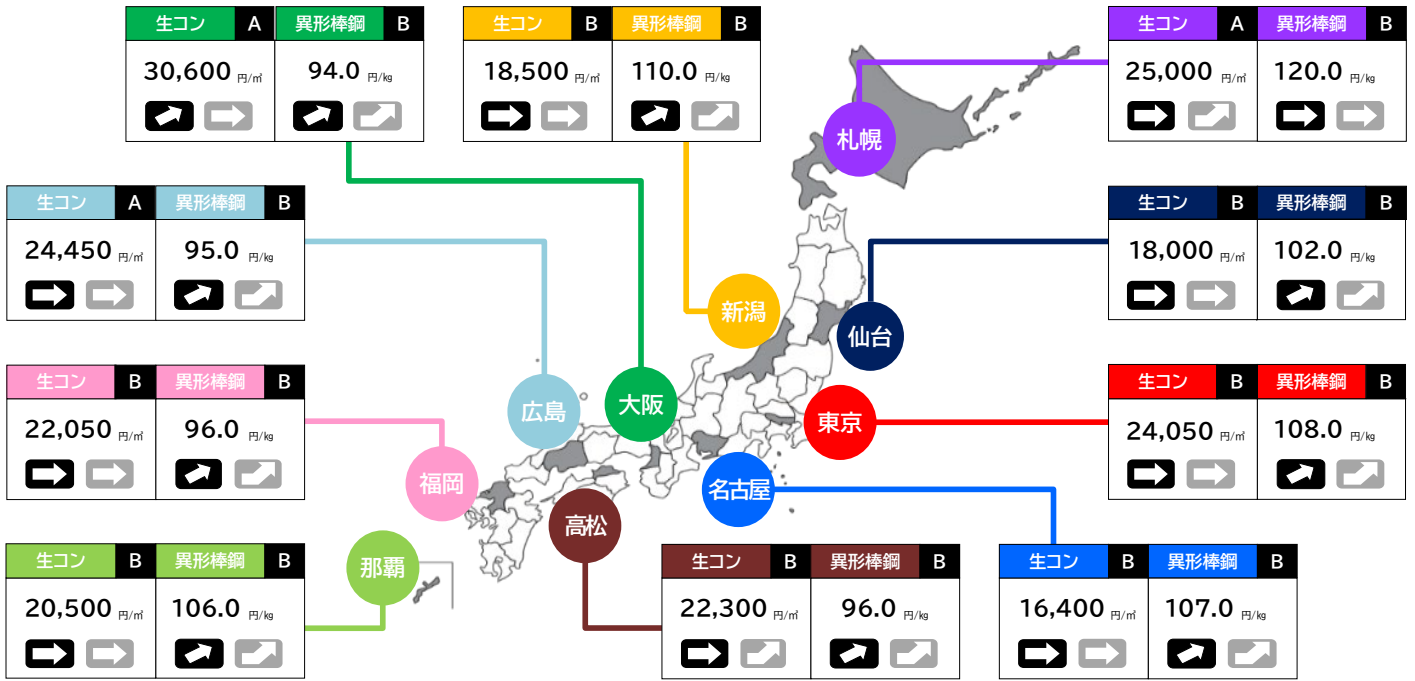 生コン A 異形棒鋼 B
30,600 円/㎥ 94.0 円/kg
生コン B 異形棒鋼 B
18,500 円/㎥ 110.0 円/kg
生コン A 異形棒鋼 B
25,000 円/㎥ 120.0 円/kg
札幌
生コン A 異形棒鋼 B
24,450 円/㎥ 95.0 円/kg
生コン B 異形棒鋼 B
18,000 円/㎥ 102.0 円/kg
新潟
仙台
生コン B 異形棒鋼 B
22,050 円/㎥ 96.0 円/kg
生コン B 異形棒鋼 B
24,050 円/㎥ 108.0 円/kg
広島
大阪
東京
福岡
名古屋
高松
那覇
生コン B 異形棒鋼 B
20,500 円/㎥ 106.0 円/kg
生コン B 異形棒鋼 B
22,300 円/㎥ 96.0 円/kg
生コン B 異形棒鋼 B
16,400 円/㎥ 107.0 円/kg